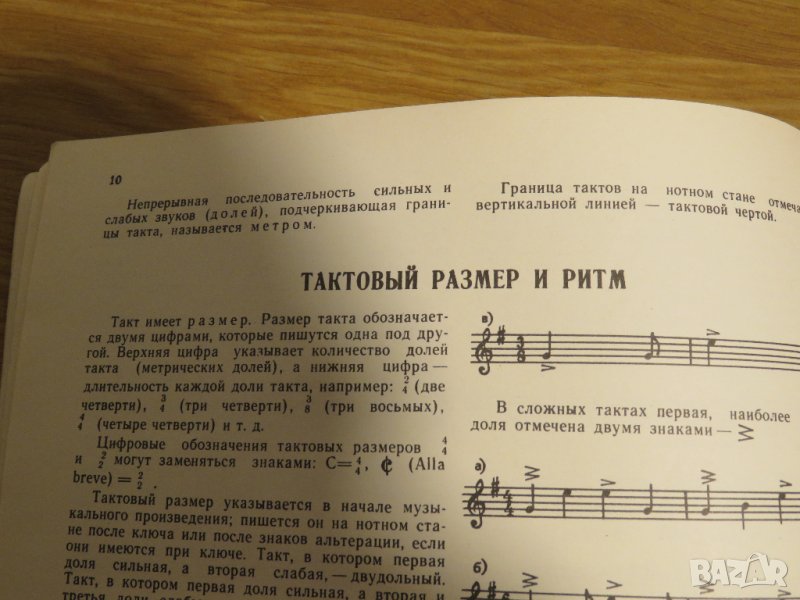 10
Непрерывная последовательность сильных и
слабых звуков (долей), подчеркивающая грани-
цы такта, называется метром.
Граница тактов на нотном стане отмеча
вертикальной линией — тактовой чертой.
ТАКТОВЫЙ РАЗМЕР И РИТМ
Такт имеет размер. Размер такта обозначает-
ся двумя цифрами, которые пишутся одна под дру-
гой. Верхняя цифра указывает количество долей
такта (метрических долей), а нижняя цифра —
длительность каждой доли такта, например: 2/4 (две
четверти), 3/4 (три четверти), 3/8 (три восьмых),
4/4 (четыре четверти) и т. д.
Цифровые обозначения тактовых размеров 4/4
и 2/2 могут заменяться знаками: С=4/4, ¢ (Alla
breve) = 2/2 .
Тактовый размер указывается в начале музы-
кального произведения; пишется он на нотном ста-
не после ключа или после знаков альтерации, если
они имеются при ключе. Такт, в котором первая
доля сильная, а вторая слабая, — двудольный.
Такт, в котором первая доля сильная, а вторая и
в)
3/8
В сложных тактах первая, наиболее
доля отмечена двумя знаками —
а)
4/4
б)
BAZAR